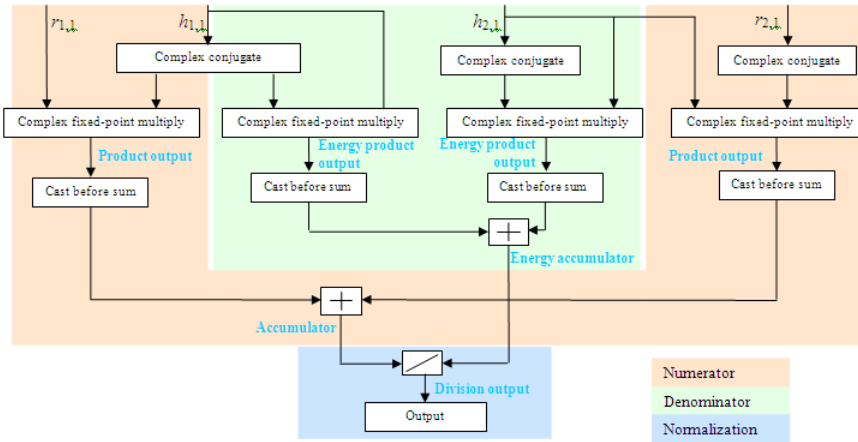 r1,1 h1,1 h2,1 r2,1
Complex conjugate Complex conjugate Complex conjugate
Complex fixed-point multiply Complex fixed-point multiply Complex fixed-point multiply Complex fixed-point multiply
Product output Energy product output Energy product output Product output
Cast before sum Cast before sum Cast before sum Cast before sum
+
Energy accumulator
+
Accumulator
Division output
Output
Numerator
Denominator
Normalization